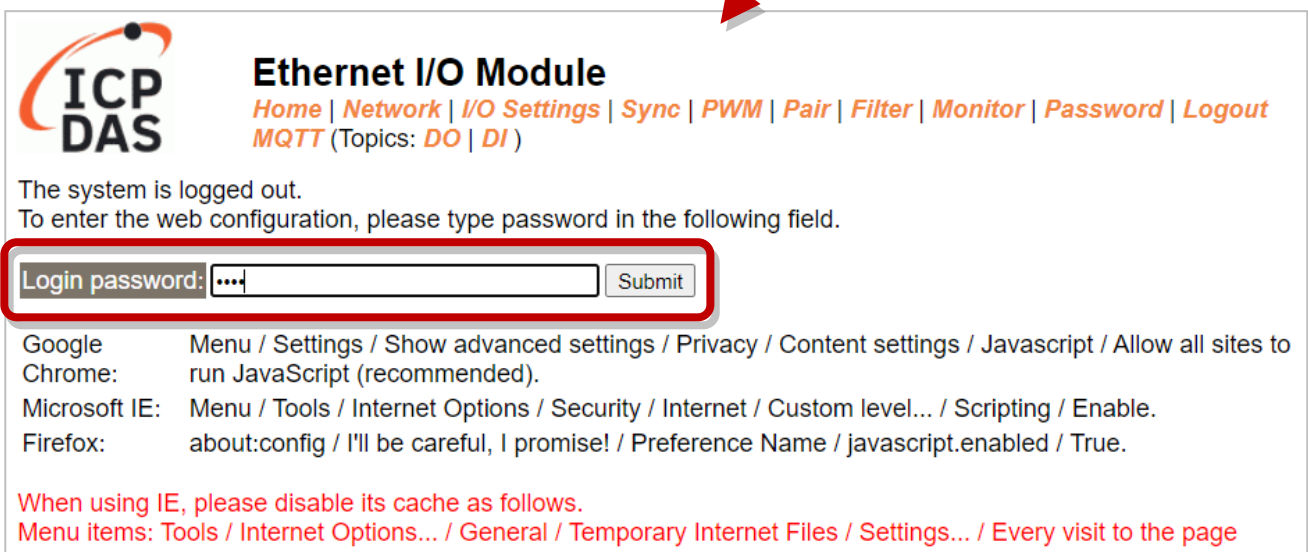 ICP
DAS
Ethernet I/O Module
Home | Network | I/O Settings | Sync | PWM | Pair | Filter | Monitor | Password | Logout
MQTT (Topics: DO | DI )
The system is logged out.
To enter the web configuration, please type password in the following field.
Login password: •••• Submit
Google Chrome: Menu / Settings / Show advanced settings / Privacy / Content settings / Javascript / Allow all sites to
run JavaScript (recommended).
Microsoft IE: Menu / Tools / Internet Options / Security / Internet / Custom level... / Scripting / Enable.
Firefox: about:config / I'll be careful, I promise! / Preference Name / javascript.enabled / True.
When using IE, please disable its cache as follows.
Menu items: Tools / Internet Options... / General / Temporary Internet Files / Settings... / Every visit to the page